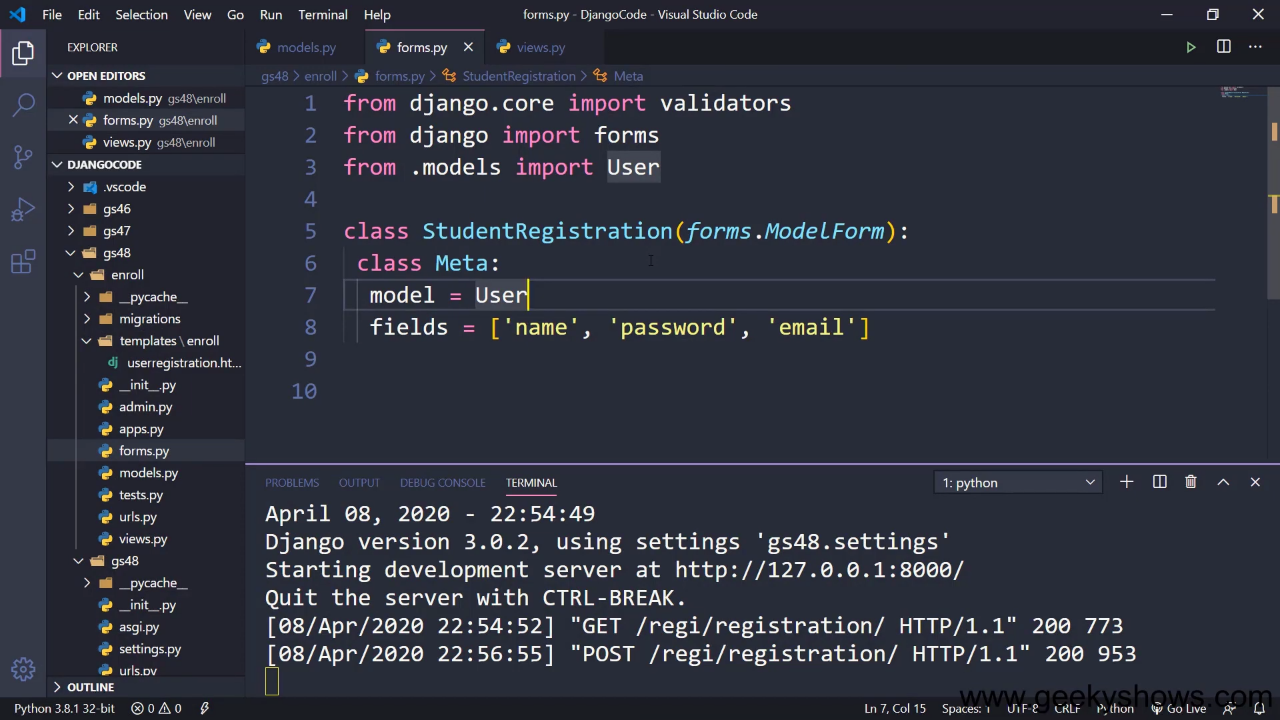 File Edit Selection View Go Run Terminal Help forms.py - DjangoCode - Visual Studio Code
EXPLORER
OPEN EDITORS
models.py gs48\enroll
forms.py gs48\enroll
views.py gs48\enroll
DJANGOCODE
.vscode
gs46
gs47
gs48
enroll
__pycache__
migrations
templates \ enroll
userregistration.ht...
__init__.py
admin.py
apps.py
forms.py
models.py
tests.py
urls.py
views.py
gs48
__pycache__
__init__.py
asgi.py
settings.py
urls.py
OUTLINE
models.py forms.py views.py
gs48 > enroll > forms.py > StudentRegistration > Meta
1 from django.core import validators
2 from django import forms
3 from .models import User
4
5 class StudentRegistration(forms.ModelForm):
6 class Meta:
7 model = User
8 fields = ['name', 'password', 'email']
9
10
PROBLEMS OUTPUT DEBUG CONSOLE TERMINAL 1: python
April 08, 2020 - 22:54:49
Django version 3.0.2, using settings 'gs48.settings'
Starting development server at http://127.0.0.1:8000/
Quit the server with CTRL-BREAK.
[08/Apr/2020 22:54:52] "GET /regi/registration/ HTTP/1.1" 200 773
[08/Apr/2020 22:56:55] "POST /regi/registration/ HTTP/1.1" 200 953
www.geekyshows.com
Python 3.8.1 32-bit 0 0 Ln 7, Col 15 Spaces: 1 UTF-8 CRLF Python Go Live